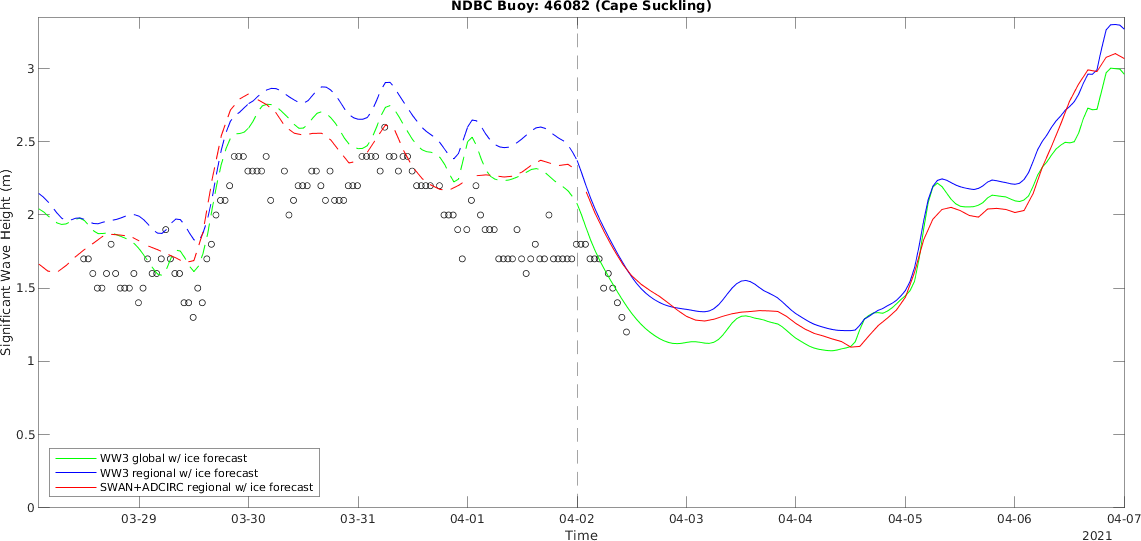 NDBC Buoy: 46082 (Cape Suckling)
3
2.5
2
1.5
1
0.5
0
Significant Wave Height (m)
WW3 global w/ ice forecast
WW3 regional w/ ice forecast
SWAN+ADCIRC regional w/ ice forecast
03-29 03-30 03-31 04-01 04-02 04-03 04-04 04-05 04-06 04-07
Time
2021